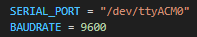 SERIAL_PORT = "/dev/ttyACM0"
BAUDRATE = 9600